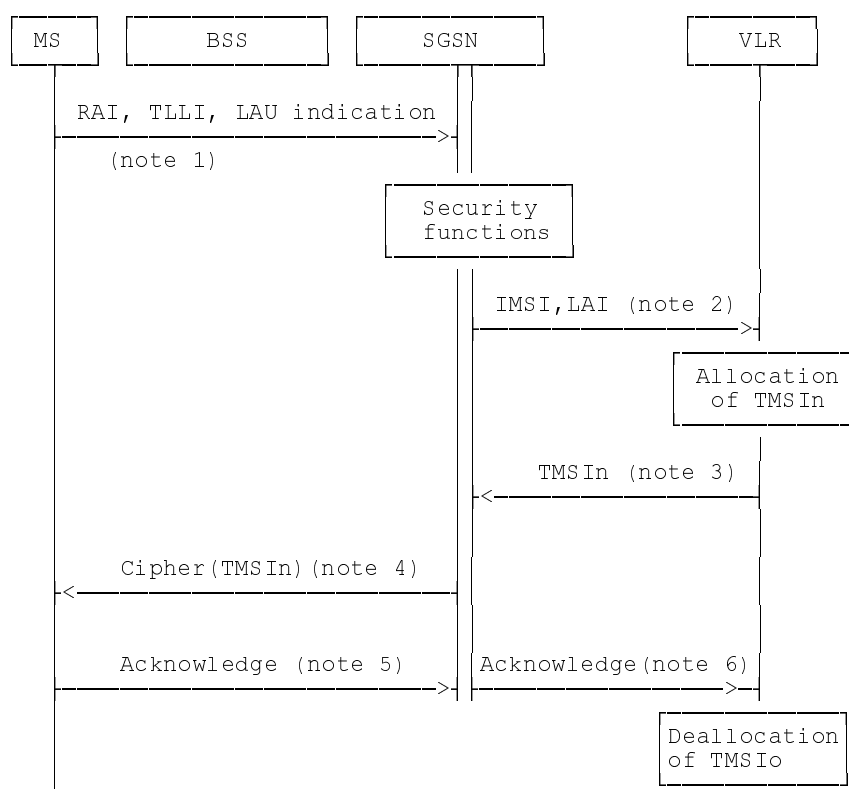 MS BSS SGSN VLR
RAI, TLLI, LAU indication
(note 1)
Security
functions
IMSI,LAI (note 2)
Allocation
of TMSIn
TMSIn (note 3)
Cipher(TMSIn)(note 4)
Acknowledge (note 5) Acknowledge(note 6)
Deallocation
of TMSIo